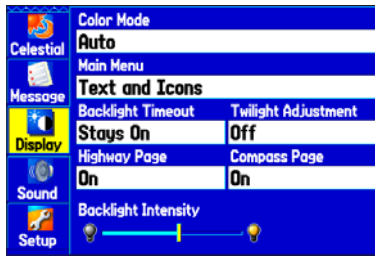 Celestial
Message
Display
Sound
Setup
Color Mode
Auto
Main Menu
Text and Icons
Backlight Timeout Twilight Adjustment
Stays On Off
Highway Page Compass Page
On On
Backlight Intensity